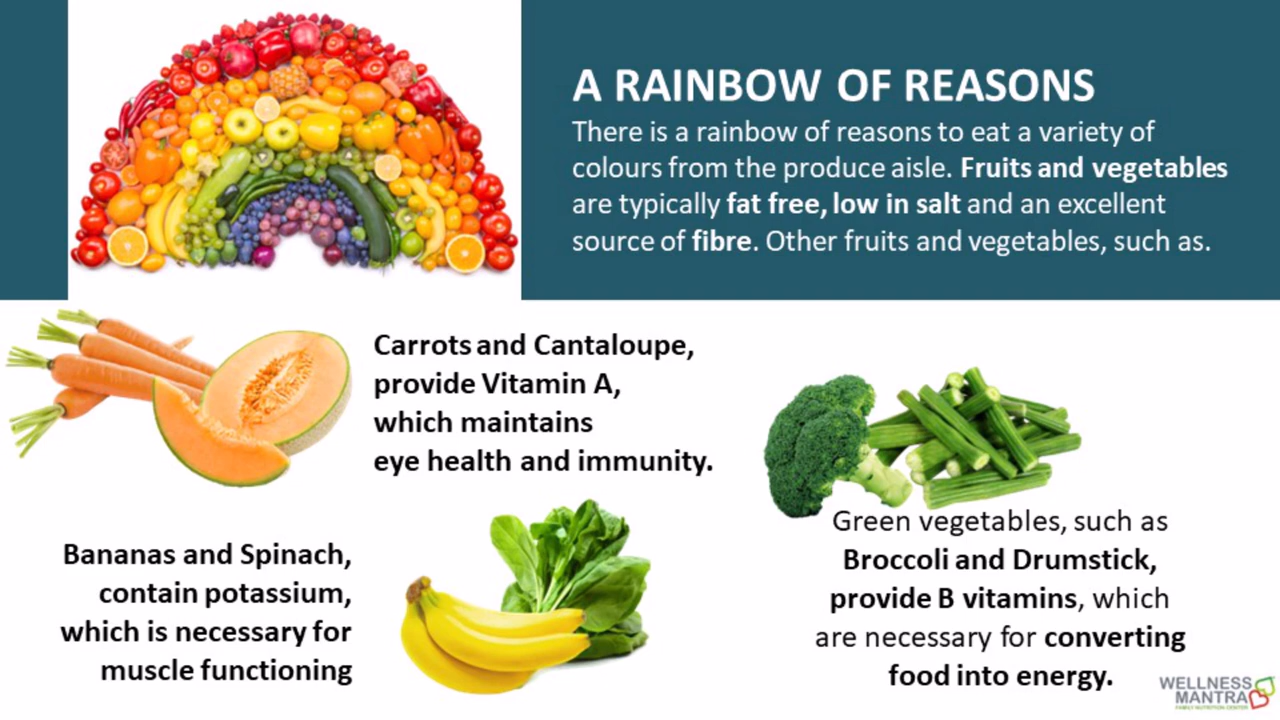 A RAINBOW OF REASONS
There is a rainbow of reasons to eat a variety of
colours from the produce aisle. Fruits and vegetables
are typically fat free, low in salt and an excellent
source of fibre. Other fruits and vegetables, such as.
Carrots and Cantaloupe,
provide Vitamin A,
which maintains
eye health and immunity.
Green vegetables, such as
Broccoli and Drumstick,
provide B vitamins, which
are necessary for converting
food into energy.
Bananas and Spinach,
contain potassium,
which is necessary for
muscle functioning
WELLNESS
MANTRA
FAMILY NUTRITION CENTER